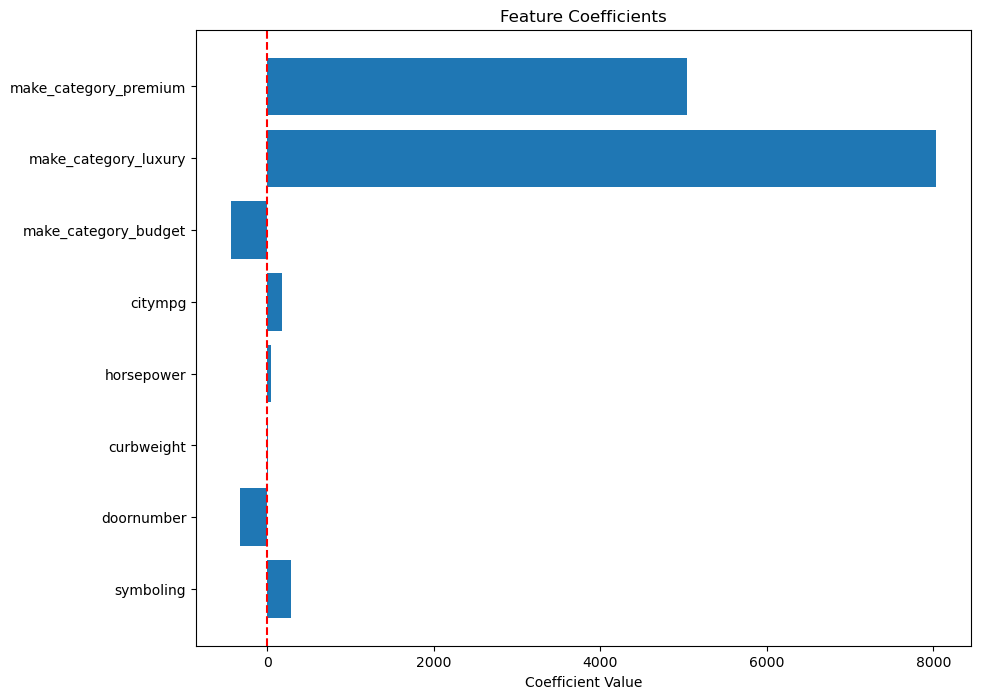 Feature Coefficients
make_category_premium
make_category_luxury
make_category_budget
citympg
horsepower
curbweight
doornumber
symboling
0 2000 4000 6000 8000
Coefficient Value